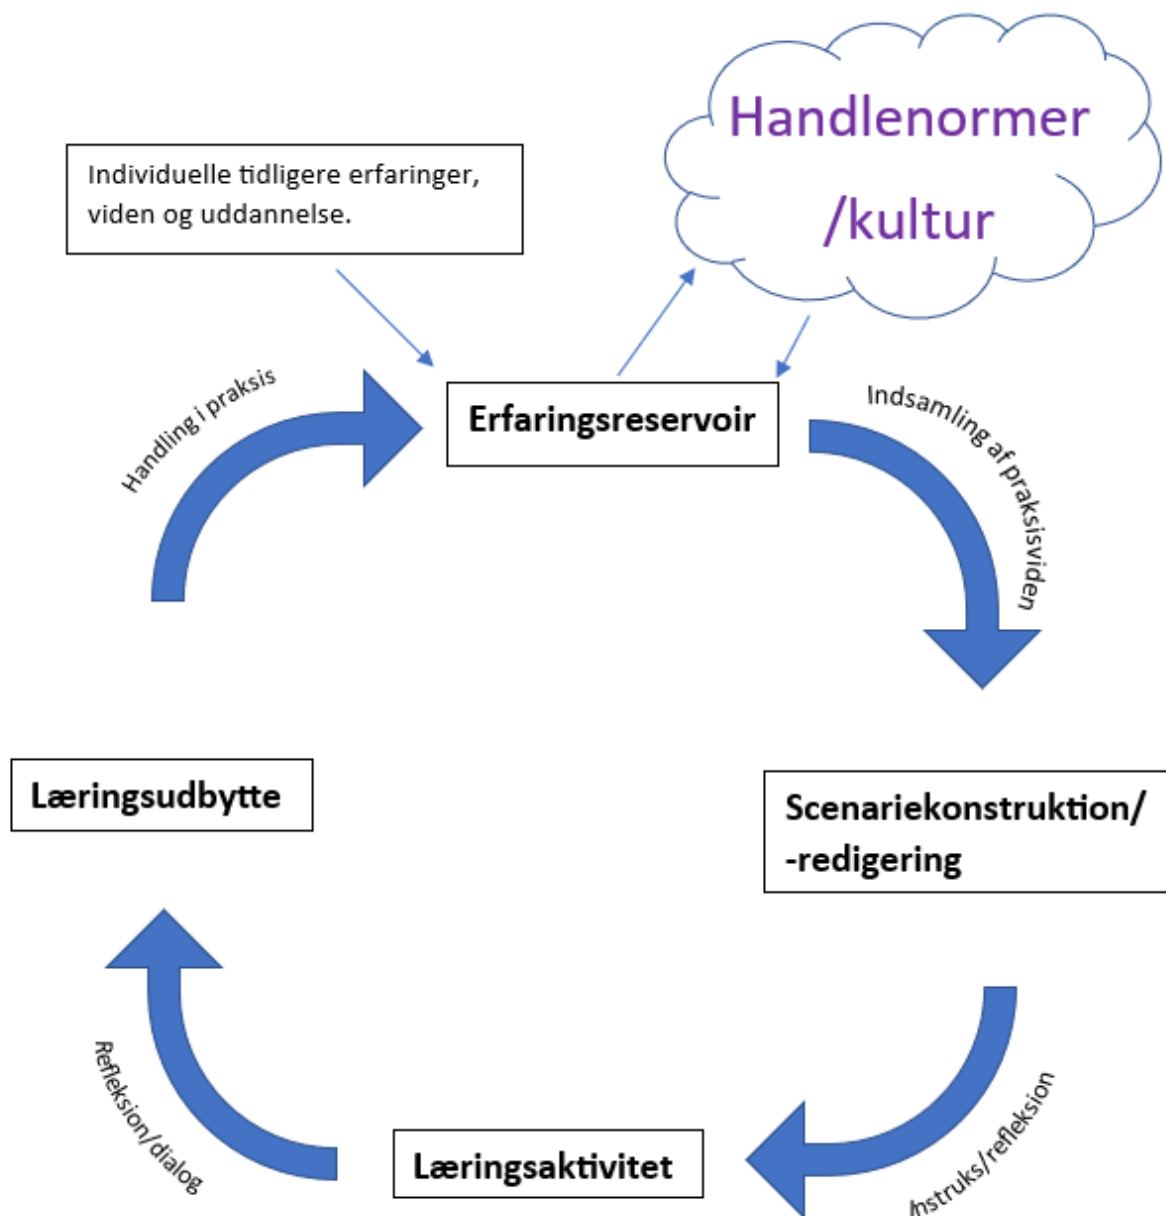 Handlenormer
/kultur
Individuelle tidligere erfaringer,
viden og uddannelse.
Handling i praksis
Erfaringsreservoir
Indsamling af praksisviden
Læringsudbytte
Scenariekonstruktion/
-redigering
Refleksion/dialog
Læringsaktivitet
Instruks/refleksion